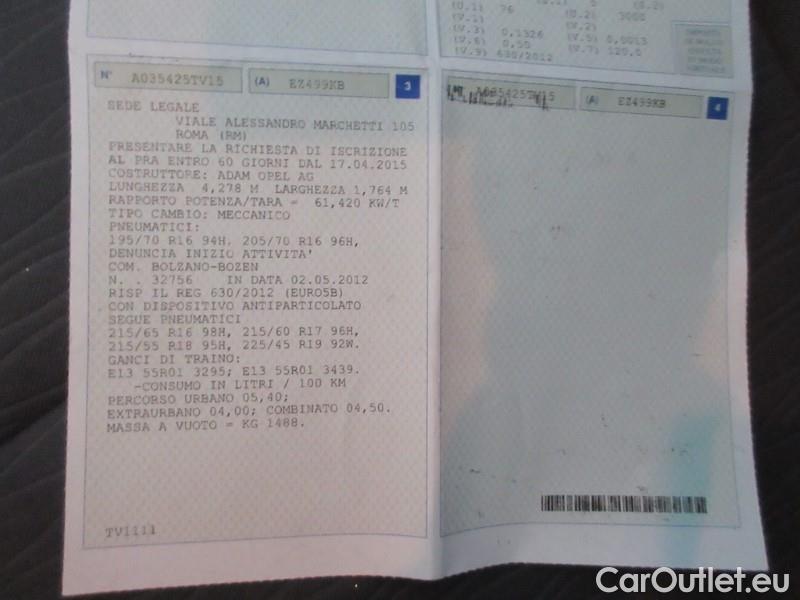 (U.1) 76 (U.2) 3000
(V.1) (V.2)
(V.3) 0,1326 (V.5) 0,0013
(V.6) 0,50 (V.7) 120,0
(V.9) 630/2012
N° A035425TV15 (A) EZ499KB 3
SEDE LEGALE
VIALE ALESSANDRO MARCHETTI 105
ROMA (RM)
PRESENTARE LA RICHIESTA DI ISCRIZIONE
AL PRA ENTRO 60 GIORNI DAL 17.04.2015
COSTRUTTORE: ADAM OPEL AG
LUNGHEZZA 4,278 M LARGHEZZA 1,764 M
RAPPORTO POTENZA/TARA = 61,420 KW/T
TIPO CAMBIO: MECCANICO
PNEUMATICI:
195/70 R16 94H, 205/70 R16 96H,
DENUNCIA INIZIO ATTIVITA'
COM. BOLZANO-BOZEN
N. . 32756 IN DATA 02.05.2012
RISP IL REG 630/2012 (EURO5B)
CON DISPOSITIVO ANTIPARTICOLATO
SEGUE PNEUMATICI
215/65 R16 98H, 215/60 R17 96H,
215/55 R18 95H, 225/45 R19 92W.
GANCI DI TRAINO:
E13 55R01 3295; E13 55R01 3439.
-CONSUMO IN LITRI / 100 KM
PERCORSO URBANO 05,40;
EXTRAURBANO 04,00; COMBINATO 04,50.
MASSA A VUOTO = KG 1488.
TV1111
A035425TV15 (A) EZ499KB 4
CarOutlet.eu